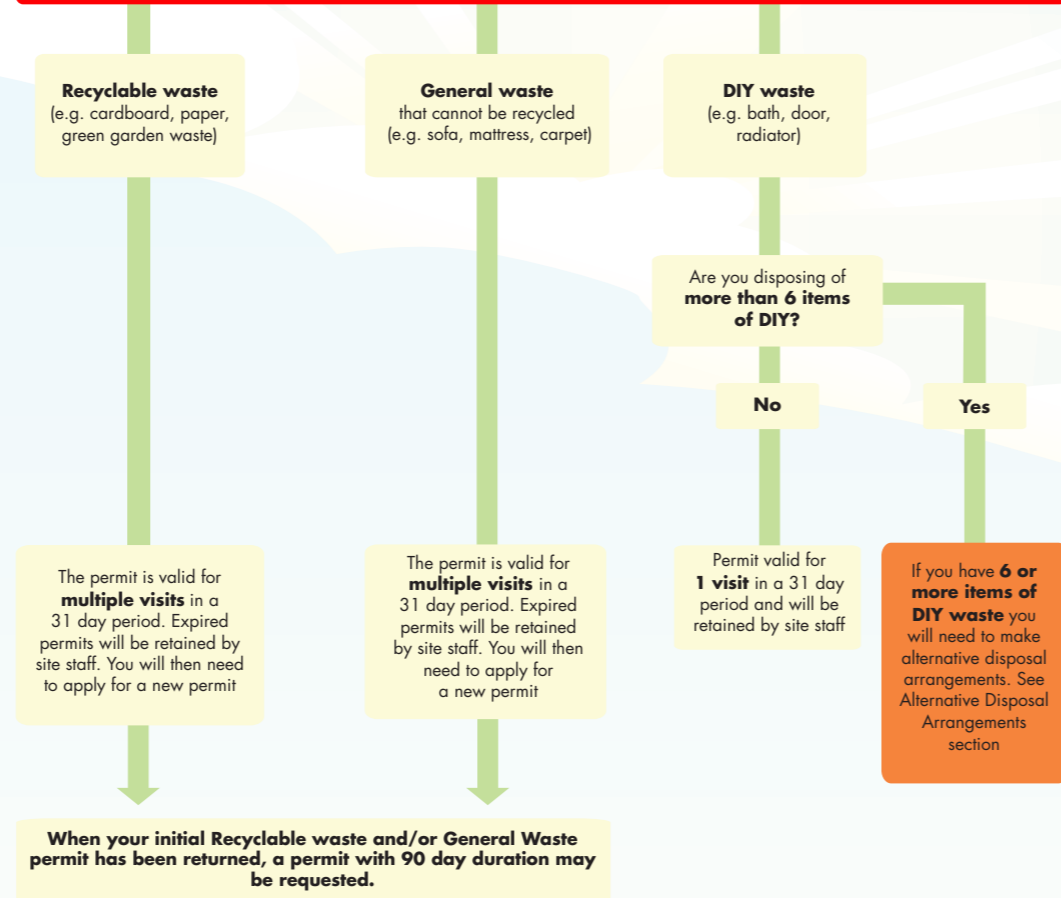 Recyclable waste
(e.g. cardboard, paper,
green garden waste)
General waste
that cannot be recycled
(e.g. sofa, mattress, carpet)
DIY waste
(e.g. bath, door,
radiator)
Are you disposing of
more than 6 items
of DIY?
No
Yes
The permit is valid for
multiple visits in a
31 day period. Expired
permits will be retained by
site staff. You will then need
to apply for a new permit
The permit is valid for
multiple visits in a
31 day period. Expired
permits will be retained
by site staff. You will then
need to apply for
a new permit
Permit valid for
1 visit in a 31 day
period and will be
retained by site staff
If you have 6 or
more items of
DIY waste you
will need to make
alternative disposal
arrangements. See
Alternative Disposal
Arrangements
section
When your initial Recyclable waste and/or General Waste
permit has been returned, a permit with 90 day duration may
be requested.